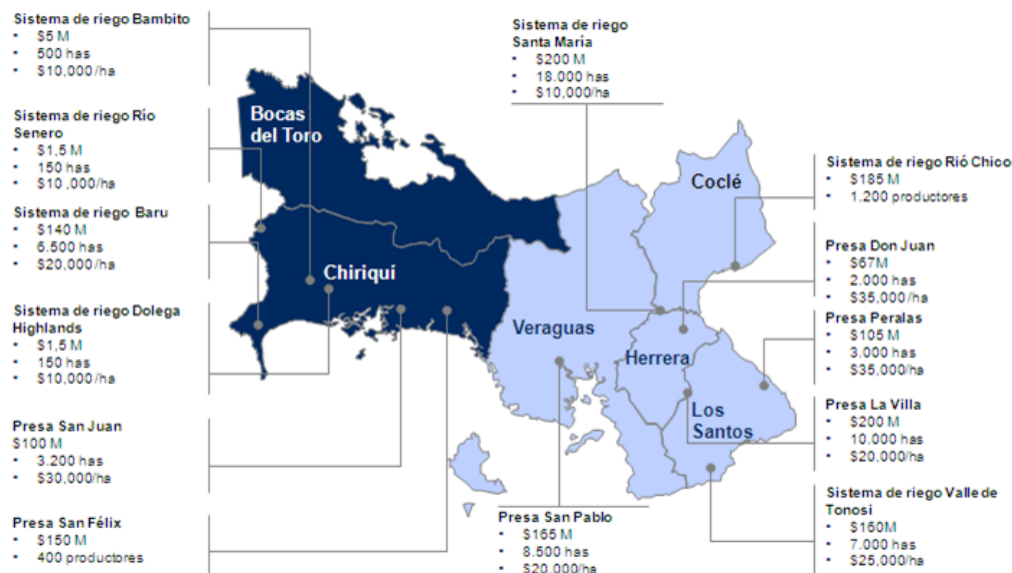 Sistema de riego Bambito
• $5 M
• 500 has
• $10,000/ha
Sistema de riego Río
Senero
• $1,5 M
• 150 has
• $10 ,000/ha
Sistema de riego Baru
• $140 M
• 6.500 has
• $20,000/ha
Sistema de riego Dolega
Highlands
• $1,5 M
• 150 has
• $10,000/ha
Presa San Juan
$100 M
• 3.200 has
• $30,000/ha
Presa San Félix
• $150 M
• 400 productores
Bocas
del Toro
Chiriquí
Veraguas
Coclé
Herrera
Los
Santos
Sistema de riego
Santa María
• $200 M
• 18.000 has
• $10,000/ha
Presa San Pablo
• $165 M
• 8.500 has
• $20,000/ha
Sistema de riego Rió Chico
• $185 M
• 1.200 productores
Presa Don Juan
• $67M
• 2.000 has
• $35,000/ha
Presa Peralas
• $105 M
• 3.000 has
• $35,000/ha
Presa La Villa
• $200 M
• 10.000 has
• $20,000/ha
Sistema de riego Valle de
Tonosi
• $160M
• 7.000 has
• $25,000/ha